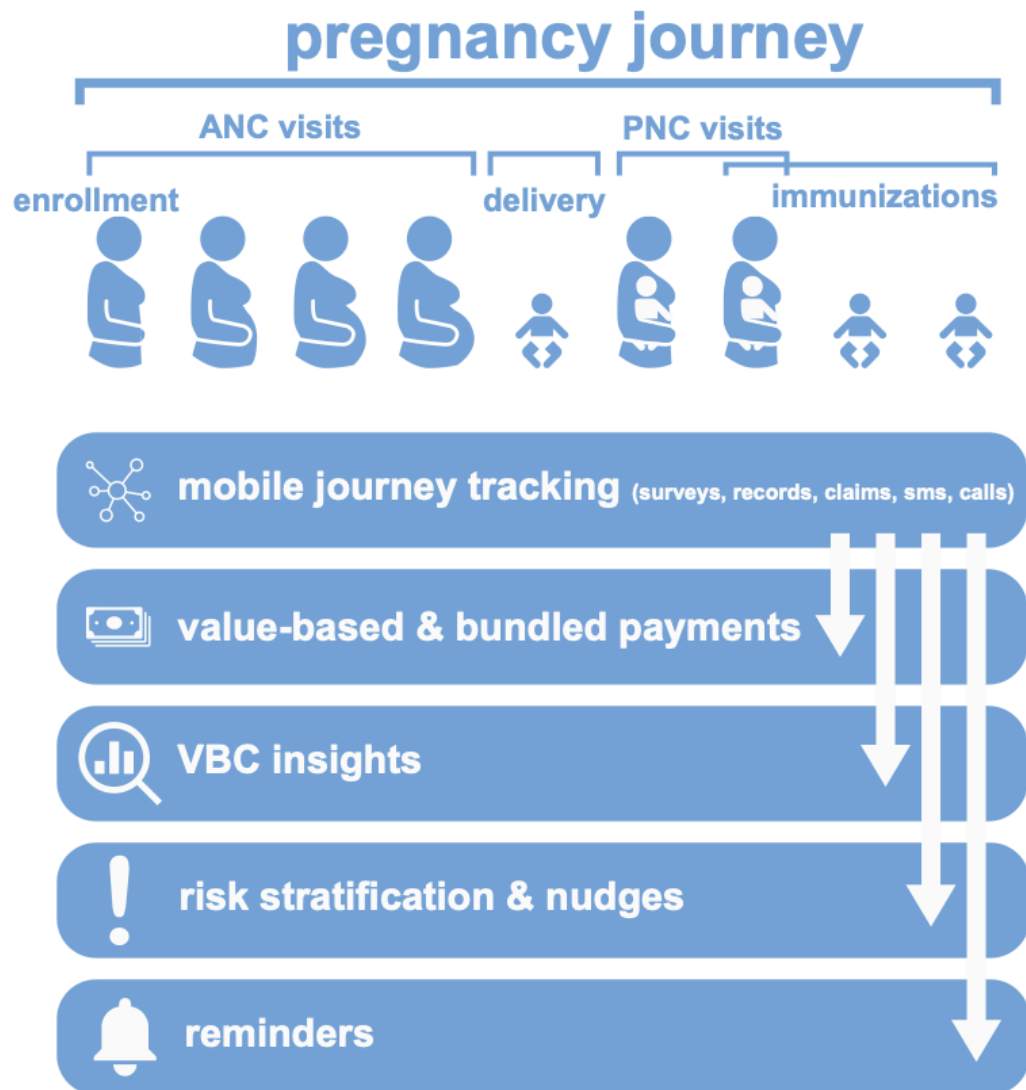 pregnancy journey
ANC visits
PNC visits
enrollment
delivery
immunizations
mobile journey tracking (surveys, records, claims, sms, calls)
value-based & bundled payments
VBC insights
risk stratification & nudges
reminders